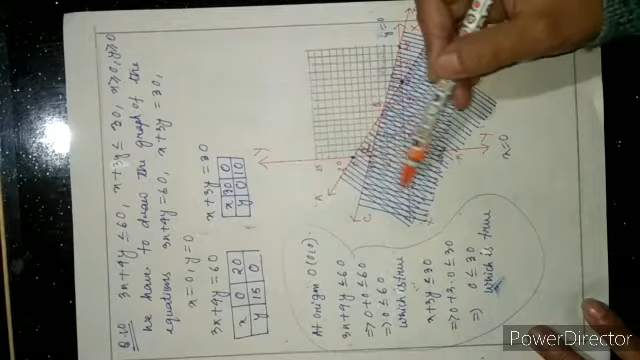 Q.10 3x+4y ≤ 60, x+3y ≤ 30, x≥0, y≥0
we have to draw the graph of the
equations 3x+4y=60, x+3y=30,
x=0, y=0
3x+4y=60
x 0 20
y 15 0
x+3y=30
x 30 0
y 0 10
At origin O(0,0).
3x+4y ≤ 60
⇒ 0+0 ≤ 60
⇒ 0 ≤ 60
which is true
x+3y ≤ 30
⇒ 0+3.0 ≤ 30
⇒ 0 ≤ 30
which is true
y=0
x=0
PowerDirector